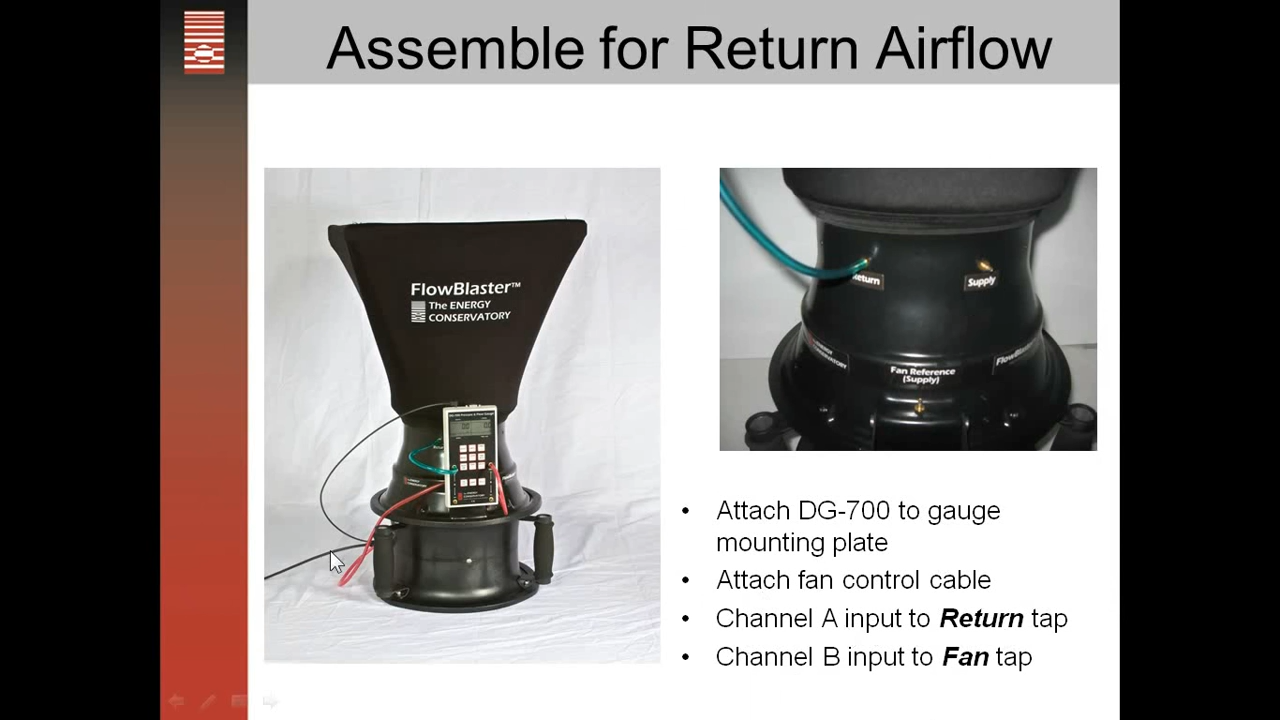 Assemble for Return Airflow
FlowBlaster™
The ENERGY
CONSERVATORY
Return
Supply
Fan Reference
(Supply)
• Attach DG-700 to gauge
mounting plate
• Attach fan control cable
• Channel A input to Return tap
• Channel B input to Fan tap